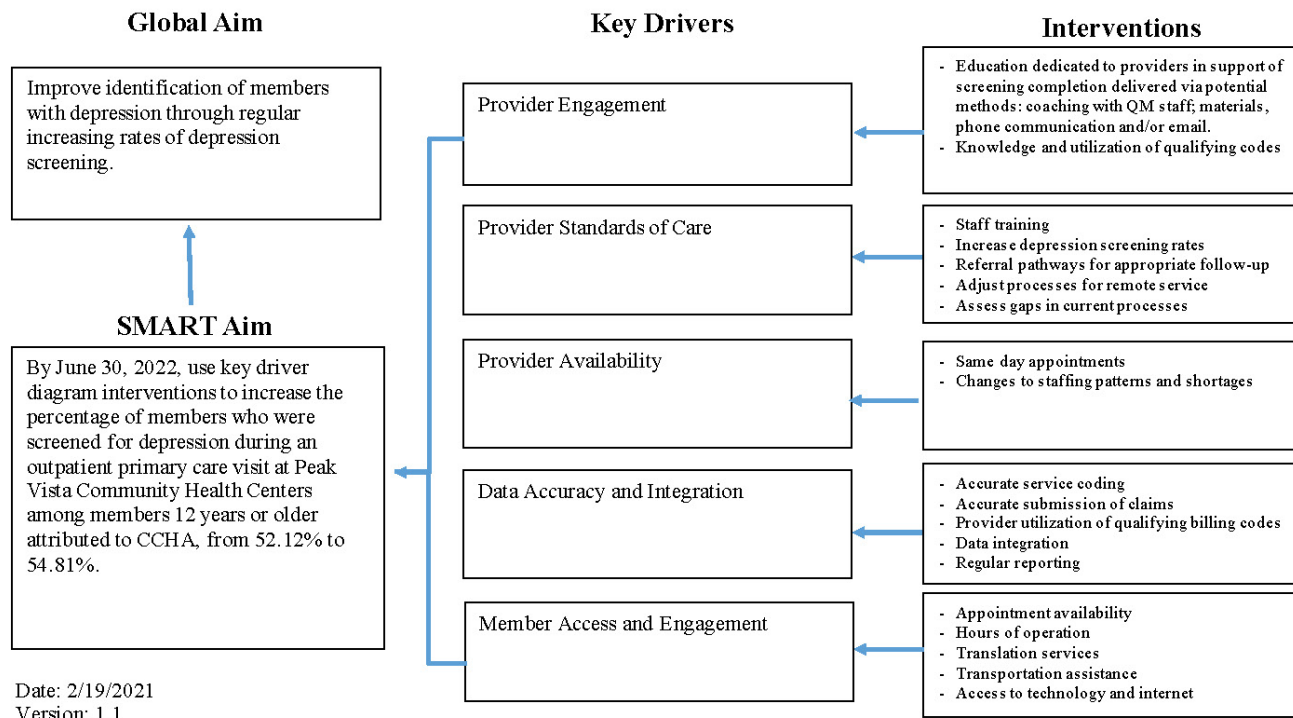 Global Aim
Improve identification of members
with depression through regular
increasing rates of depression
screening.
SMART Aim
By June 30, 2022, use key driver
diagram interventions to increase the
percentage of members who were
screened for depression during an
outpatient primary care visit at Peak
Vista Community Health Centers
among members 12 years or older
attributed to CCHA, from 52.12% to
54.81%.
Date: 2/19/2021
Version: 1.1
Key Drivers
Provider Engagement
Provider Standards of Care
Provider Availability
Data Accuracy and Integration
Member Access and Engagement
Interventions
- Education dedicated to providers in support of
screening completion delivered via potential
methods: coaching with QM staff; materials,
phone communication and/or email.
- Knowledge and utilization of qualifying codes
- Staff training
- Increase depression screening rates
- Referral pathways for appropriate follow-up
- Adjust processes for remote service
- Assess gaps in current processes
- Same day appointments
- Changes to staffing patterns and shortages
- Accurate service coding
- Accurate submission of claims
- Provider utilization of qualifying billing codes
- Data integration
- Regular reporting
- Appointment availability
- Hours of operation
- Translation services
- Transportation assistance
- Access to technology and internet